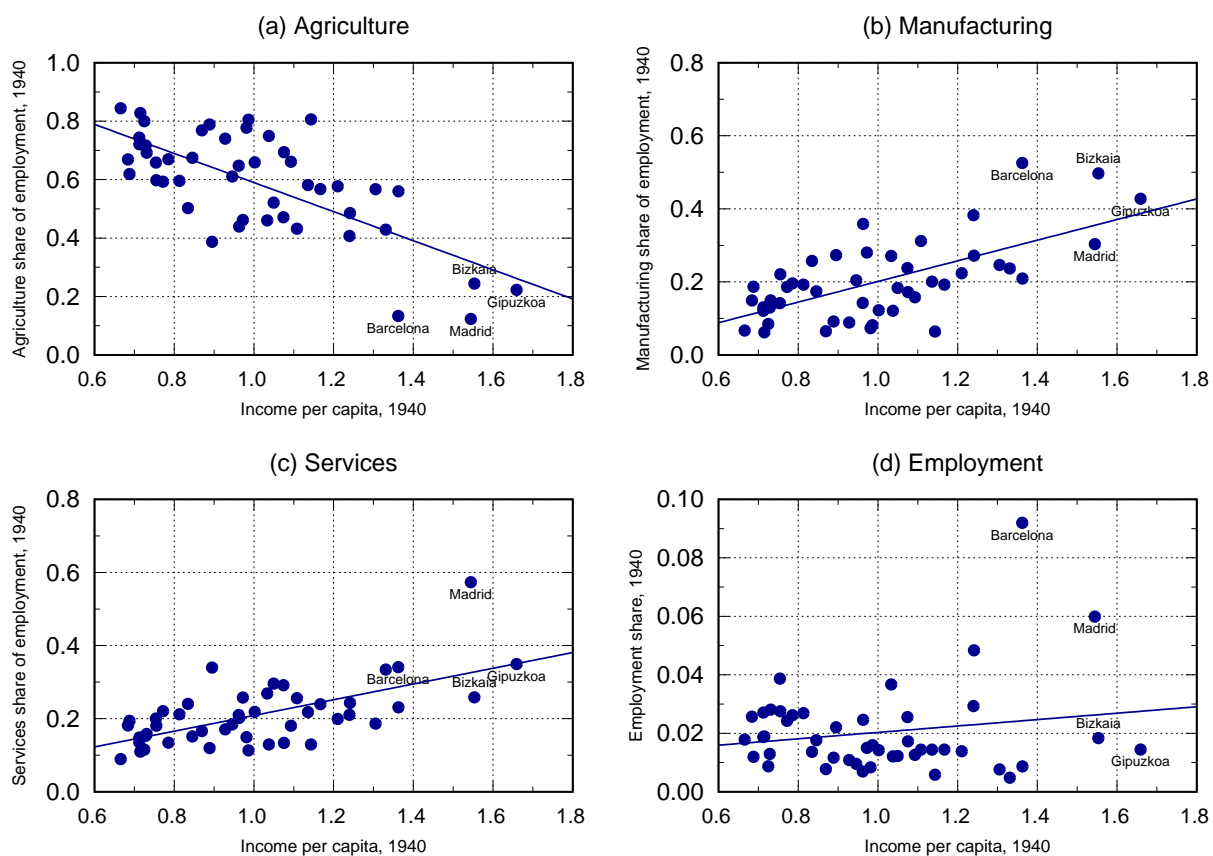 (a) Agriculture
Agriculture share of employment, 1940
1.0
0.8
0.6
0.4
0.2
0.0
Bizkaia
Gipuzkoa
Barcelona
Madrid
0.6 0.8 1.0 1.2 1.4 1.6 1.8
Income per capita, 1940
(b) Manufacturing
Manufacturing share of employment, 1940
0.8
0.6
0.4
0.2
0.0
Bizkaia
Barcelona
Gipuzkoa
Madrid
0.6 0.8 1.0 1.2 1.4 1.6 1.8
Income per capita, 1940
(c) Services
Services share of employment, 1940
0.8
0.6
0.4
0.2
0.0
Madrid
Barcelona
Bizkaia
Gipuzkoa
0.6 0.8 1.0 1.2 1.4 1.6 1.8
Income per capita, 1940
(d) Employment
Employment share, 1940
0.10
0.08
0.06
0.04
0.02
0.00
Barcelona
Madrid
Bizkaia
Gipuzkoa
0.6 0.8 1.0 1.2 1.4 1.6 1.8
Income per capita, 1940